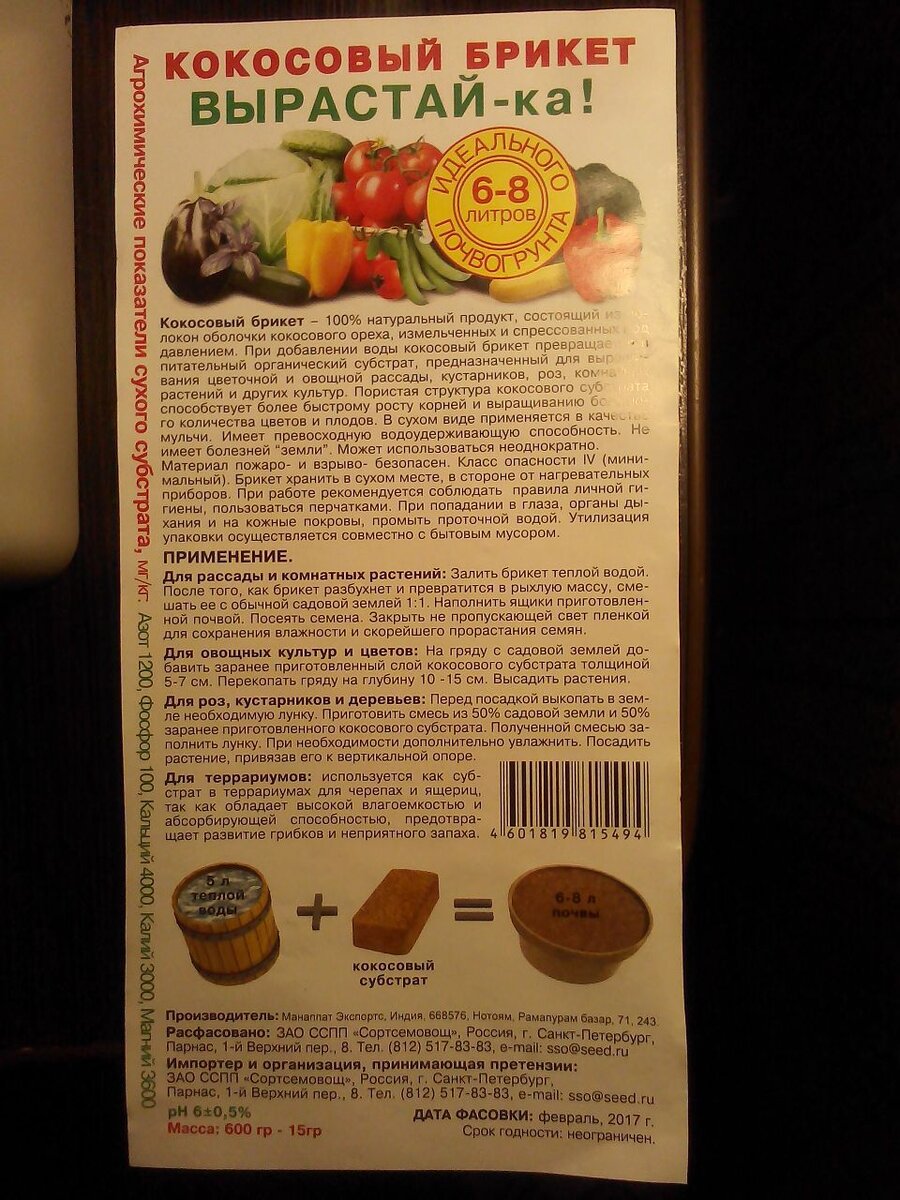 КОКОСОВЫЙ БРИКЕТ
ВЫРАСТАЙ-ка!
ИДЕАЛЬНОГО
6-8
ЛИТРОВ
ПОЧВОГРУНТА
Кокосовый брикет – 100% натуральный продукт, состоящий
локон оболочки кокосового ореха, измельченных и спрессованных
давлением. При добавлении воды кокосовый брикет
питательный органический субстрат, предназначенный для
вания цветочной и овощной рассады, кустарников, роз,
растений и других культур. Пористая структура кокосового
способствует более быстрому росту корней и выращиванию
го количества цветов и плодов. В сухом виде применяется в качестве
мульчи. Имеет превосходную водоудерживающую способность. Не
имеет болезней "земли". Может использоваться неоднократно.
Материал пожаро- и взрыво- безопасен. Класс опасности IV (мини-
мальный). Брикет хранить в сухом месте, в стороне от нагревательных
приборов. При работе рекомендуется соблюдать правила личной ги-
гиены, пользоваться перчатками. При попадании в глаза, органы ды-
хания и на кожные покровы, промыть проточной водой. Утилизация
упаковки осуществляется совместно с бытовым мусором.
ПРИМЕНЕНИЕ.
Для рассады и комнатных растений: Залить брикет теплой водой.
После того, как брикет разбухнет и превратится в рыхлую массу, сме-
шать ее с обычной садовой землей 1:1. Наполнить ящики приготовлен-
ной почвой. Посеять семена. Закрыть не пропускающей свет пленкой
для сохранения влажности и скорейшего прорастания семян.
Для овощных культур и цветов: На гряду с садовой землей до-
бавить заранее приготовленный слой кокосового субстрата толщиной
5-7 см. Перекопать гряду на глубину 10 -15 см. Высадить растения.
Для роз, кустарников и деревьев: Перед посадкой выкопать в зем-
ле необходимую лунку. Приготовить смесь из 50% садовой земли и 50%
заранее приготовленного кокосового субстрата. Полученной смесью за-
полнить лунку. При необходимости дополнительно увлажнить. Посадить
растение, привязав его к вертикальной опоре.
Для террариумов: используется как суб-
страт в террариумах для черепах и ящериц,
так как обладает высокой влагоемкостью и
абсорбирующей способностью, предотвра-
щает развитие грибков и неприятного запаха.
4 601819 815494
5 л
теплой
воды
+
кокосовый
субстрат
=
6-8 л
почвы
Производитель: Манаппат Экспортс, Индия, 668576, Нотоям, Рамапурам базар, 71, 243.
Расфасовано: ЗАО ССПП «Сортсемовощ», Россия, г. Санкт-Петербург,
Парнас, 1-й Верхний пер., 8. Тел. (812) 517-83-83, e-mail: sso@seed.ru
Импортер и организация, принимающая претензии:
ЗАО ССПП «Сортсемовощ», Россия, г. Санкт-Петербург,
Парнас, 1-й Верхний пер., 8. Тел. (812) 517-83-83, e-mail: sso@seed.ru
pH 6±0,5%
Масса: 600 гр - 15гр
ДАТА ФАСОВКИ: февраль, 2017 г.
Срок годности: неограничен.
Агрохимические показатели сухого субстрата, мг/кг: Азот 1200, Фосфор 100, Кальций 4000, Калий 3000, Магний 3600